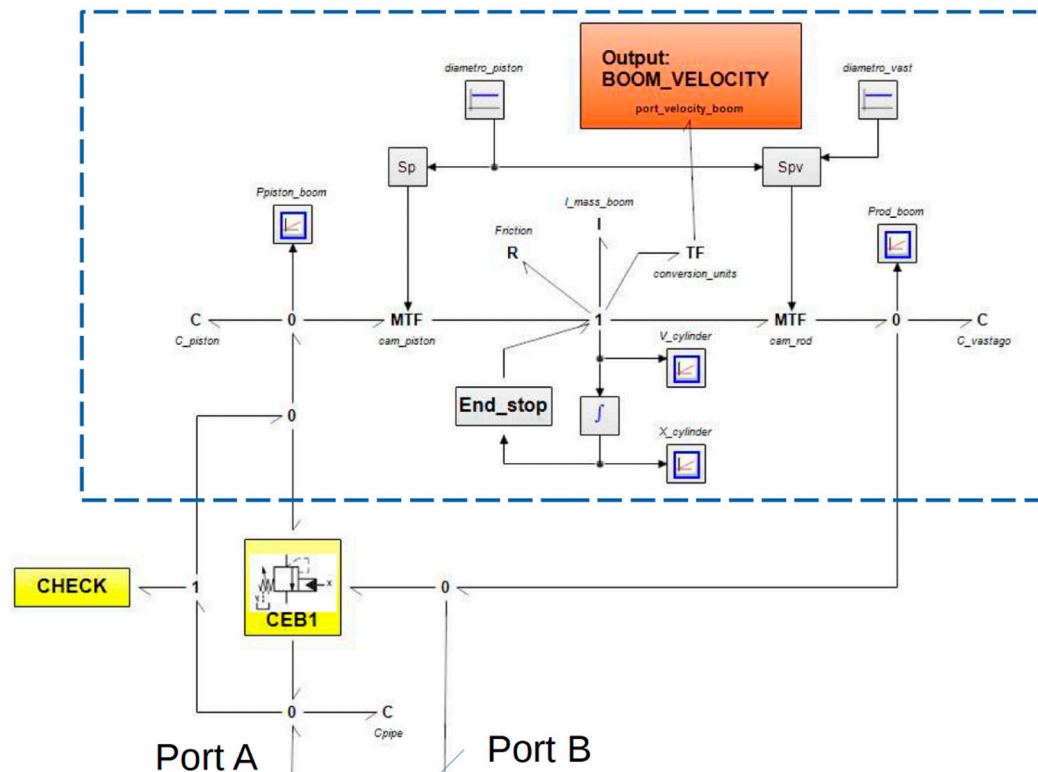 Output:
BOOM_VELOCITY
port_velocity_boom
diametro_piston
diametro_vast
Sp
Spv
Ppiston_boom
I_mass_boom
Prod_boom
Friction
I
R
TF
conversion_units
C
0
MTF
1
MTF
0
C
C_piston
cam_piston
cam_rod
C_vastago
V_cylinder
End_stop
∫
0
X_cylinder
CHECK
1
x
y
CEB1
0
0
C
Cpipe
Port A
Port B